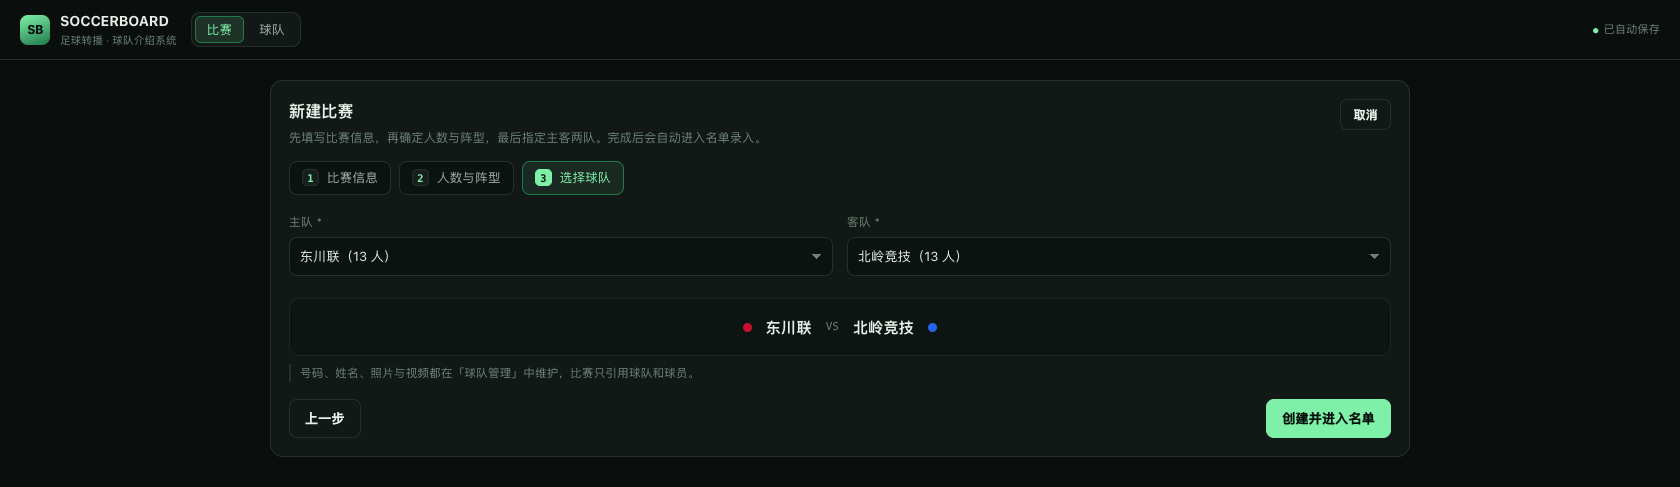 SB
SOCCERBOARD
足球转播 · 球队介绍系统
比赛
球队
已自动保存
新建比赛
取消
先填写比赛信息，再确定人数与阵型，最后指定主客两队。完成后会自动进入名单录入。
1 比赛信息
2 人数与阵型
3 选择球队
主队 *
客队 *
东川联（13 人）
北岭竞技（13 人）
东川联 VS 北岭竞技
号码、姓名、照片与视频都在「球队管理」中维护，比赛只引用球队和球员。
上一步
创建并进入名单